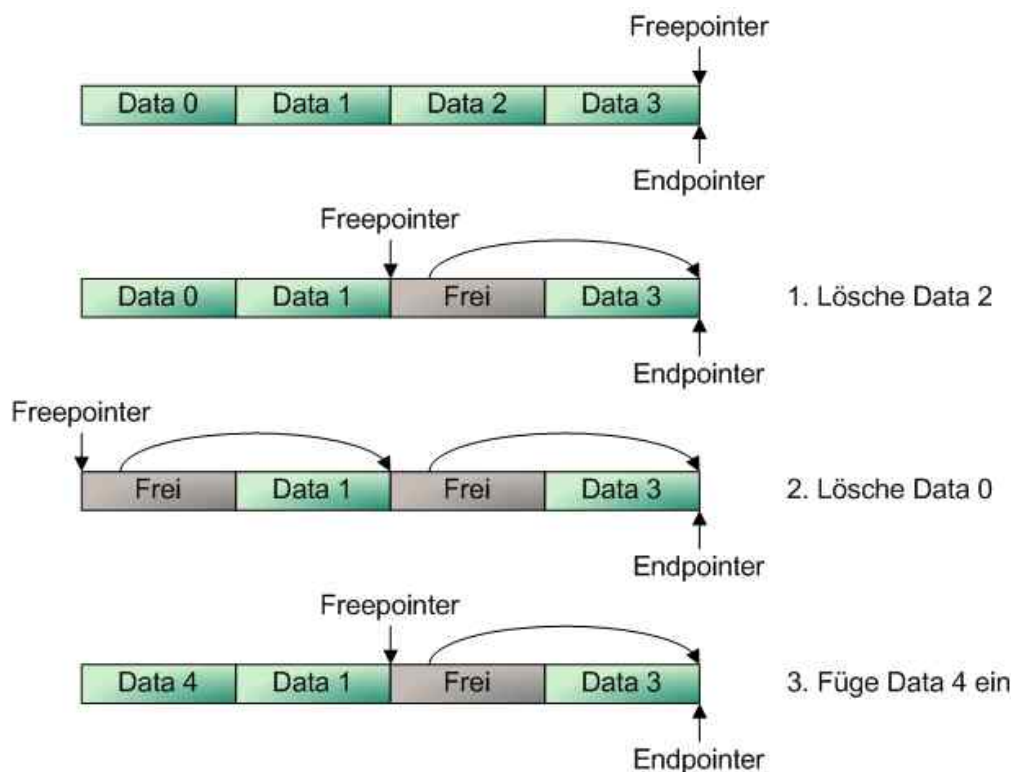 Freepointer
Data 0 Data 1 Data 2 Data 3
Endpointer
Freepointer
Data 0 Data 1 Frei Data 3 1. Lösche Data 2
Endpointer
Freepointer
Frei Data 1 Frei Data 3 2. Lösche Data 0
Endpointer
Freepointer
Data 4 Data 1 Frei Data 3 3. Füge Data 4 ein
Endpointer